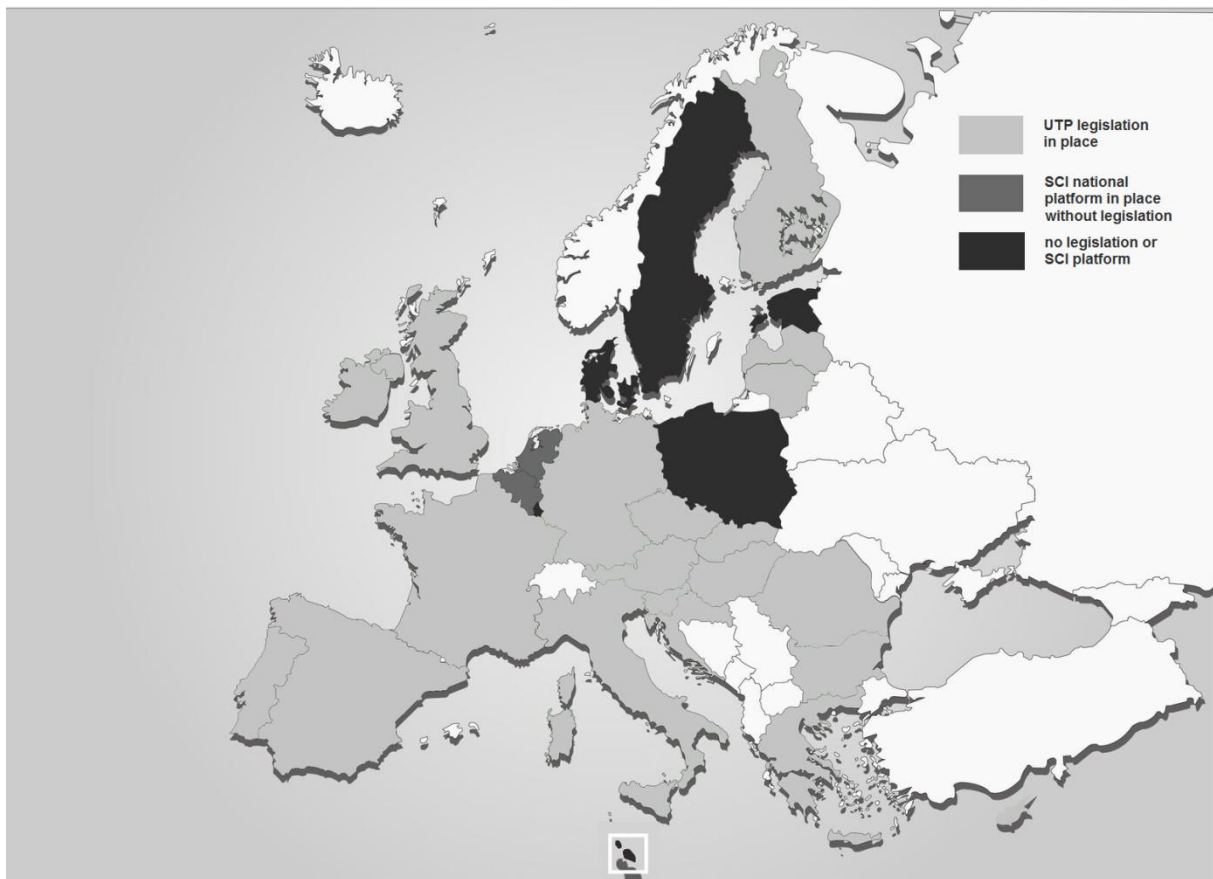 UTP legislation
in place
SCI national
platform in place
without legislation
no legislation or
SCI platform